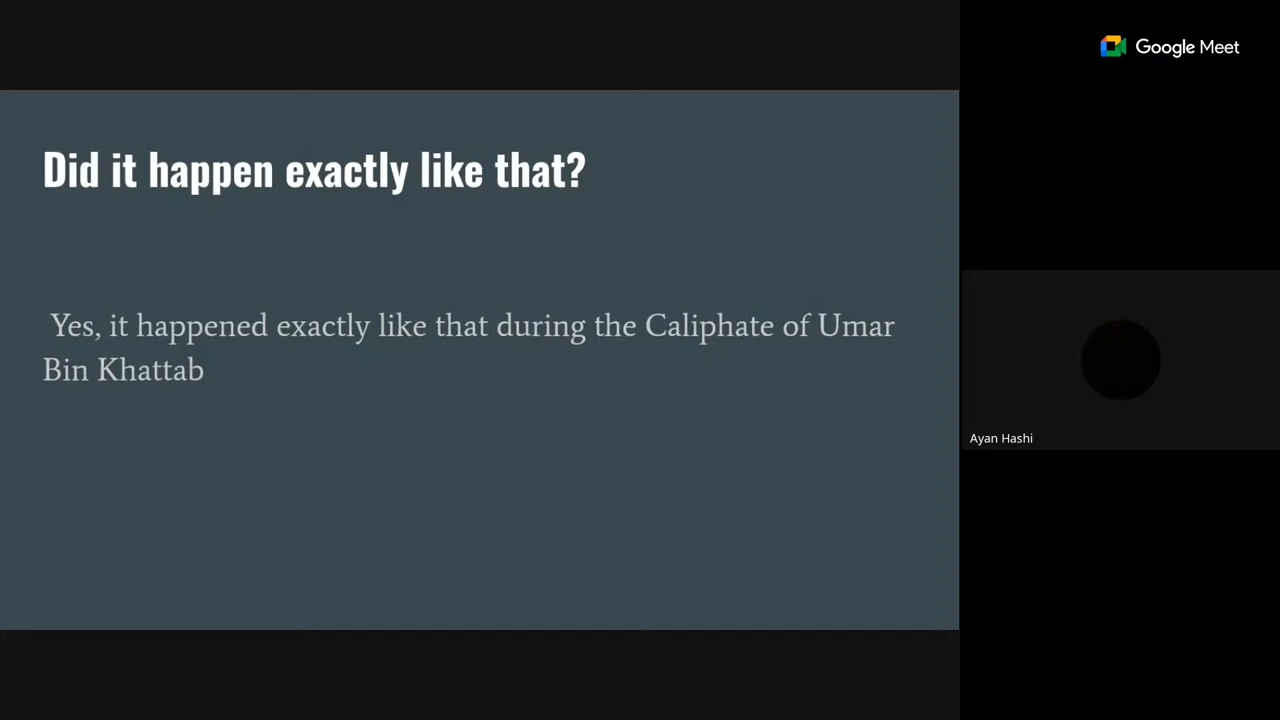 Google Meet
Did it happen exactly like that?
Yes, it happened exactly like that during the Caliphate of Umar
Bin Khattab
Ayan Hashi